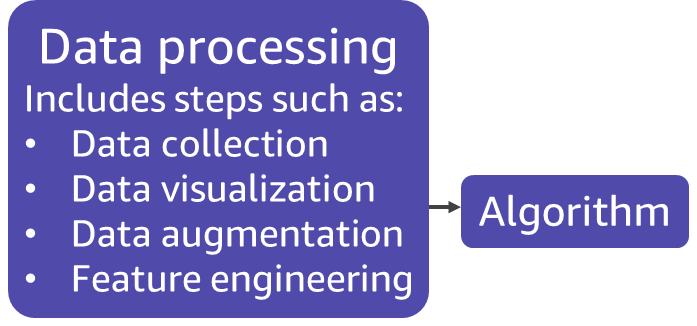 Data processing
Includes steps such as:
• Data collection
• Data visualization
• Data augmentation
• Feature engineering
Algorithm